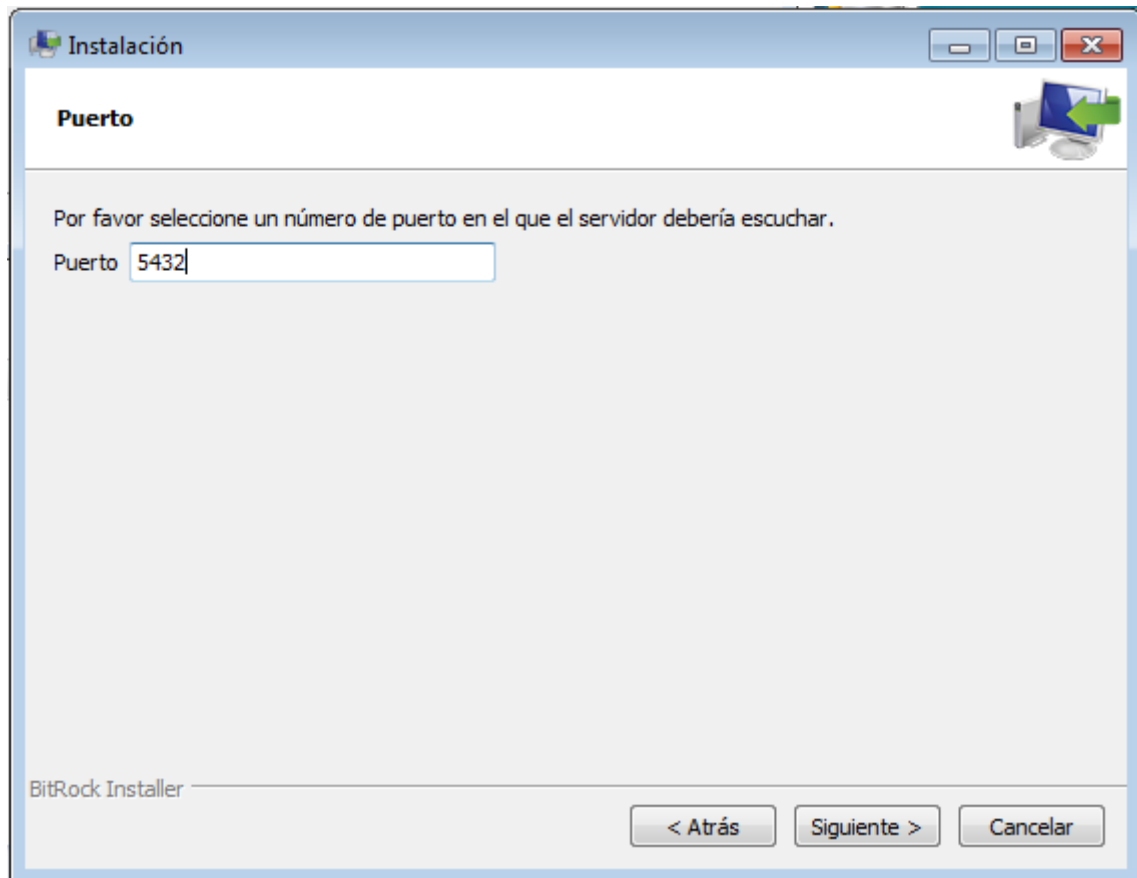 Instalación
Puerto
Por favor seleccione un número de puerto en el que el servidor debería escuchar.
Puerto 5432
BitRock Installer
< Atrás Siguiente > Cancelar